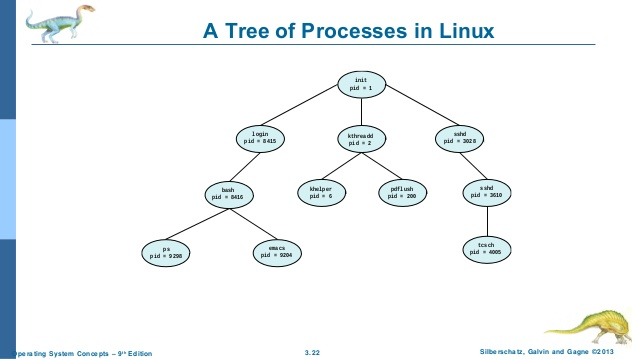 A Tree of Processes in Linux
init
pid = 1
login
pid = 8415
kthreadd
pid = 2
sshd
pid = 3028
bash
pid = 8416
khelper
pid = 6
pdflush
pid = 200
sshd
pid = 3610
ps
pid = 9298
emacs
pid = 9204
tcsch
pid = 4005
Operating System Concepts – 9th Edition
3.22
Silberschatz, Galvin and Gagne ©2013